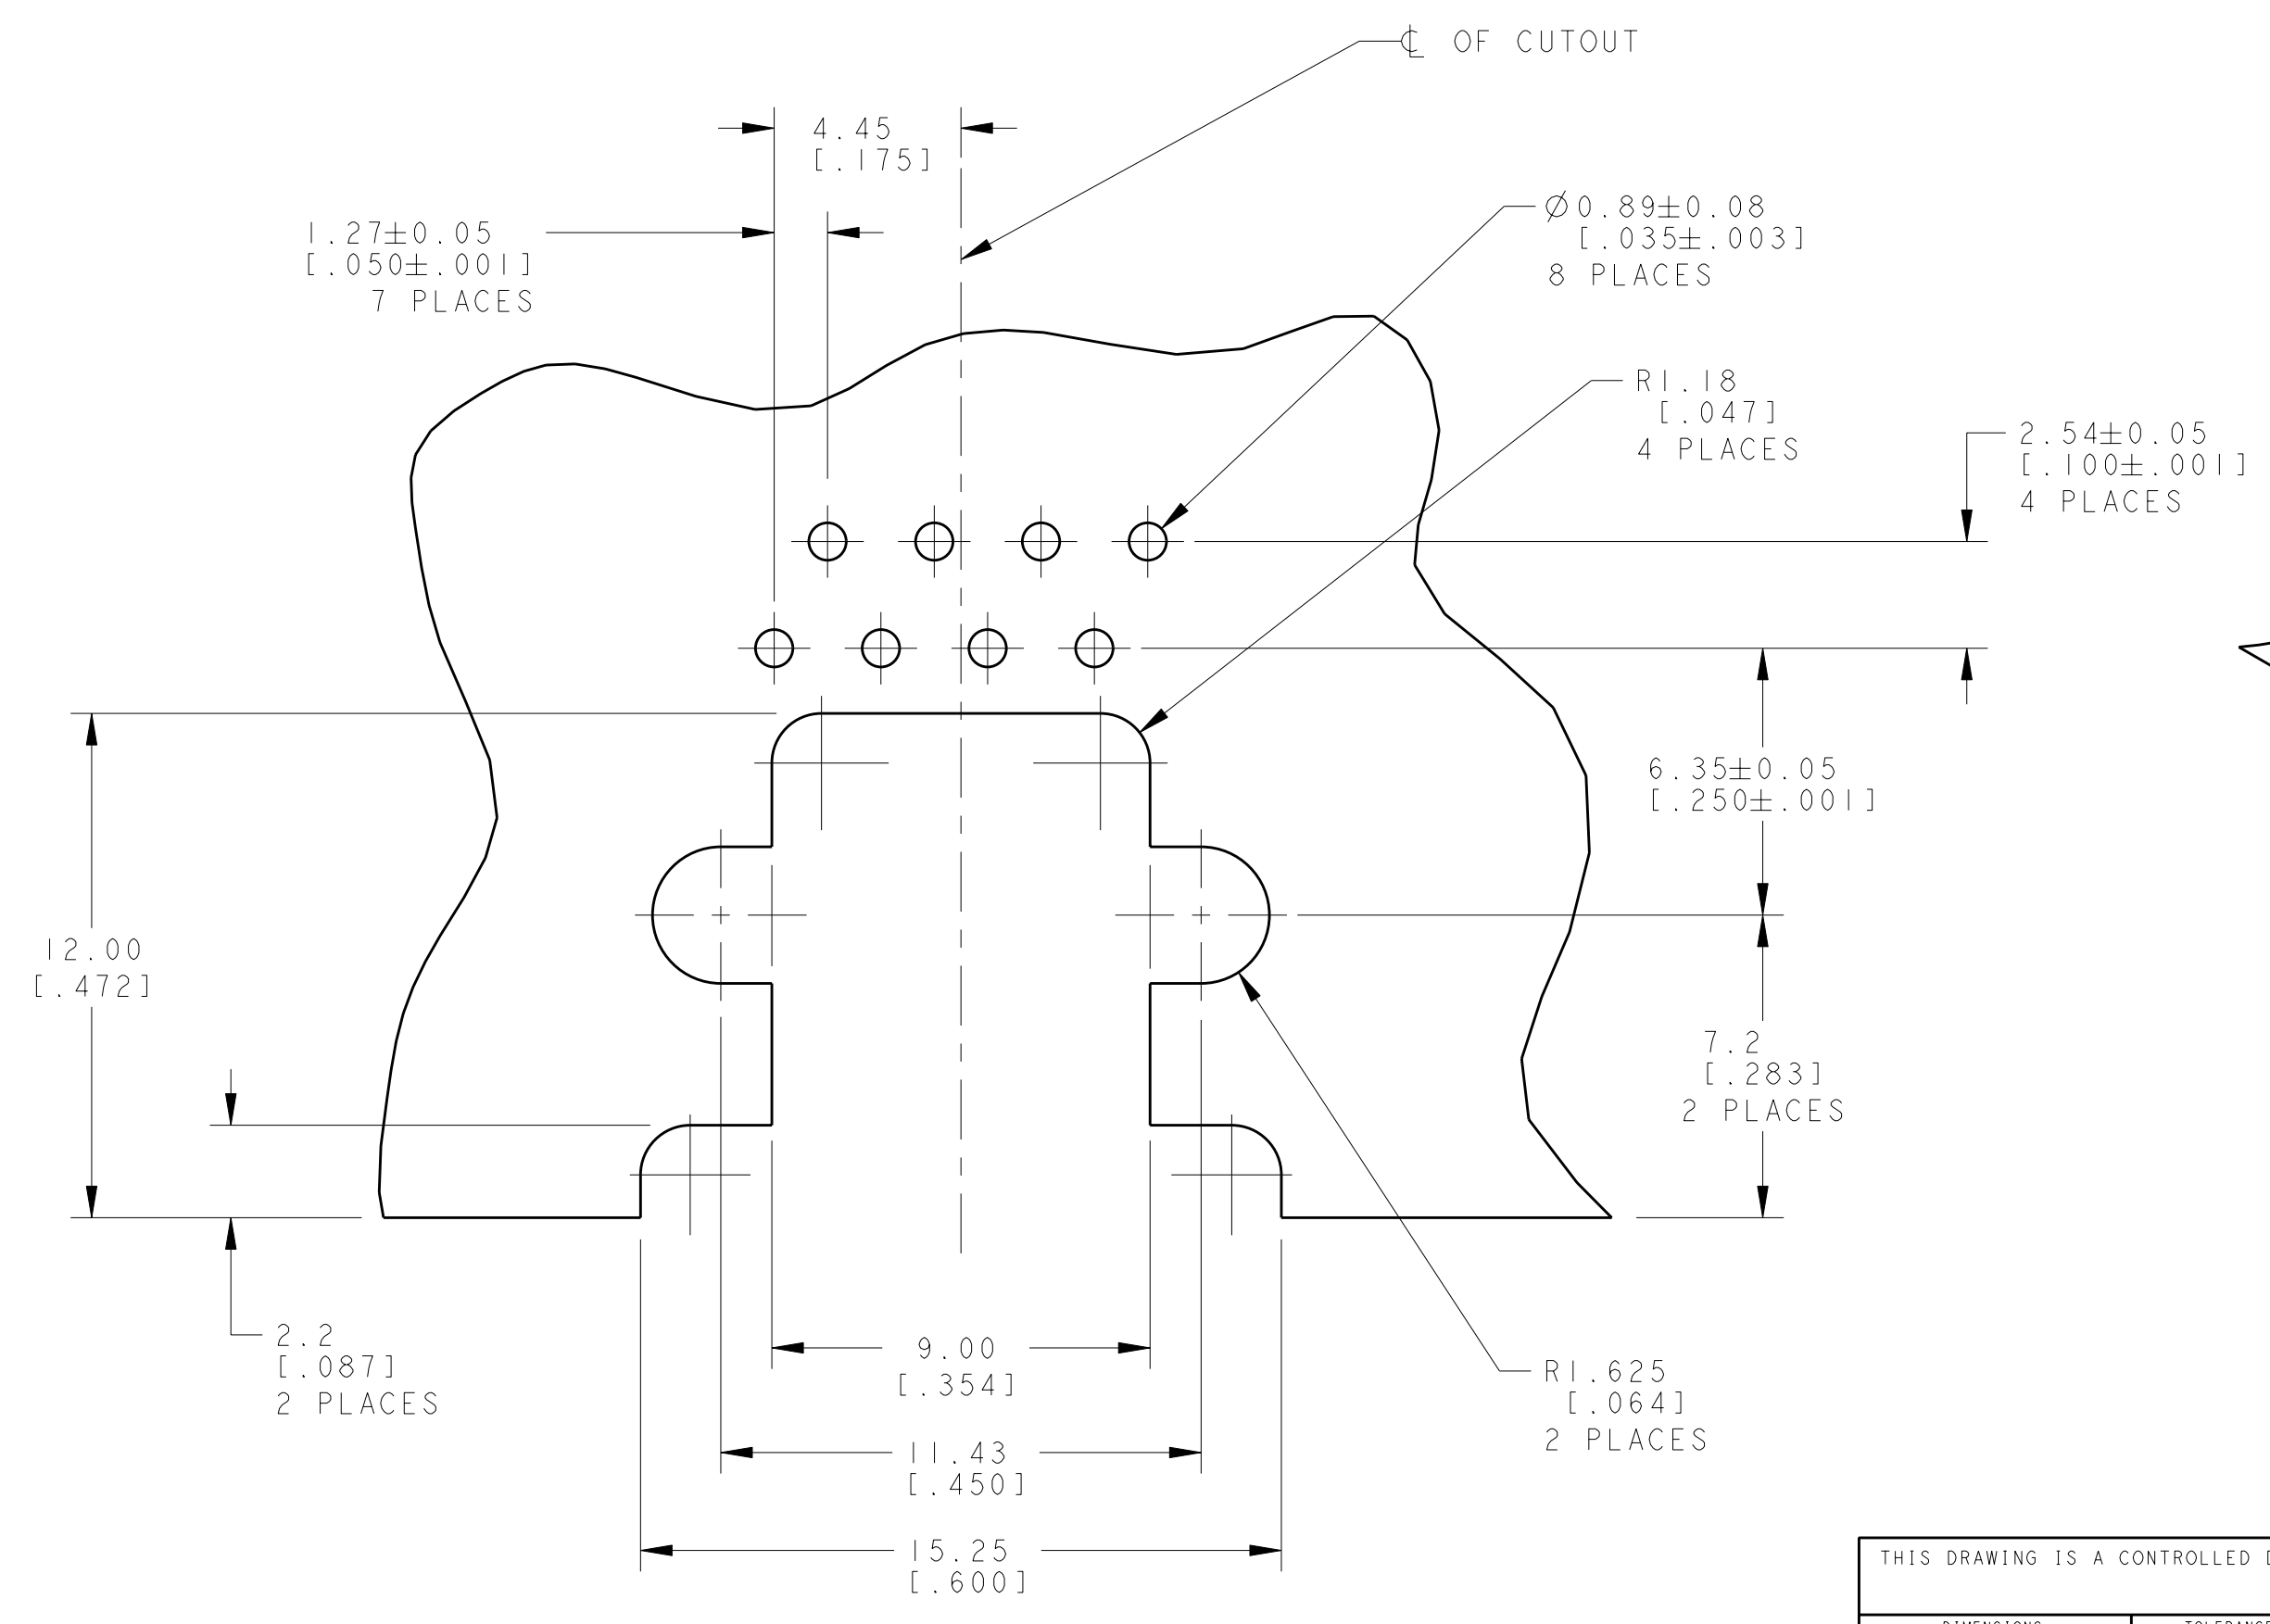 ℄ OF CUTOUT
4.45
[.175]
1.27±0.05
[.050±.001]
7 PLACES
Ø0.89±0.08
[.035±.003]
8 PLACES
R1.18
[.047]
4 PLACES
2.54±0.05
[.100±.001]
4 PLACES
6.35±0.05
[.250±.001]
12.00
[.472]
7.2
[.283]
2 PLACES
2.2
[.087]
2 PLACES
9.00
[.354]
R1.625
[.064]
2 PLACES
11.43
[.450]
15.25
[.600]
THIS DRAWING IS A CONTROLLED